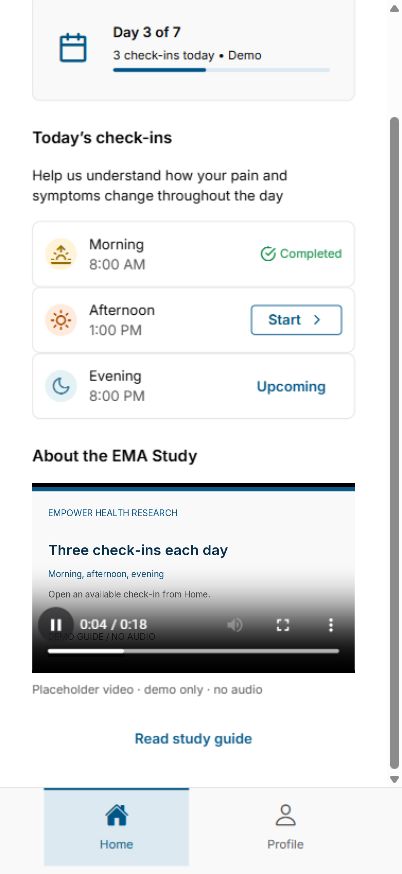 Day 3 of 7
3 check-ins today • Demo
Today's check-ins
Help us understand how your pain and
symptoms change throughout the day
Morning
8:00 AM
Completed
Afternoon
1:00 PM
Start
Evening
8:00 PM
Upcoming
About the EMA Study
EMPOWER HEALTH RESEARCH
Three check-ins each day
Morning, afternoon, evening
Open an available check-in from Home.
0:04 / 0:18
DEMO GUIDE / NO AUDIO
Placeholder video · demo only · no audio
Read study guide
Home
Profile